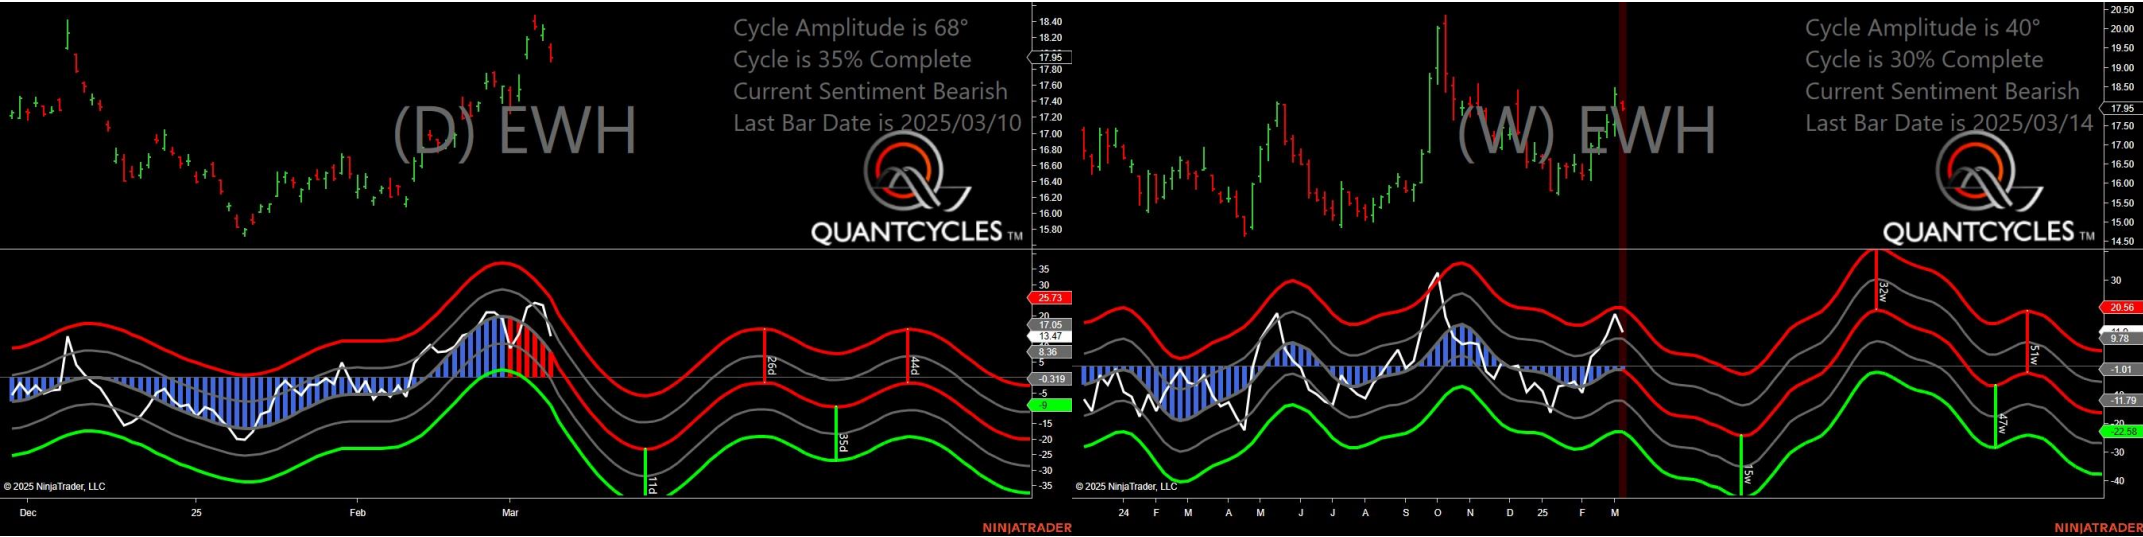 Cycle Amplitude is 68°
Cycle is 35% Complete
Current Sentiment Bearish
Last Bar Date is 2025/03/10
(D) EWH
QUANTCYCLES TM
18.40
18.20
17.95
17.80
17.60
17.40
17.20
17.00
16.80
16.60
16.40
16.20
16.00
15.80
35
30
25.73
20
17.05
13.47
8.36
5
-0.319
-5
-9
-15
-20
-25
-30
-35
26d
44d
35d
11d
© 2025 NinjaTrader, LLC
Dec
25
Feb
Mar
NINJATRADER
Cycle Amplitude is 40°
Cycle is 30% Complete
Current Sentiment Bearish
Last Bar Date is 2025/03/14
(W) EWH
QUANTCYCLES TM
20.50
20.00
19.50
19.00
18.50
17.95
17.50
17.00
16.50
16.00
15.50
15.00
14.50
30
20.56
9.78
-1.01
-11.79
-22.58
-30
-40
32w
51w
47w
15w
© 2025 NinjaTrader, LLC
24 F M A M J J A S O N D 25 F M
NINJATRADER